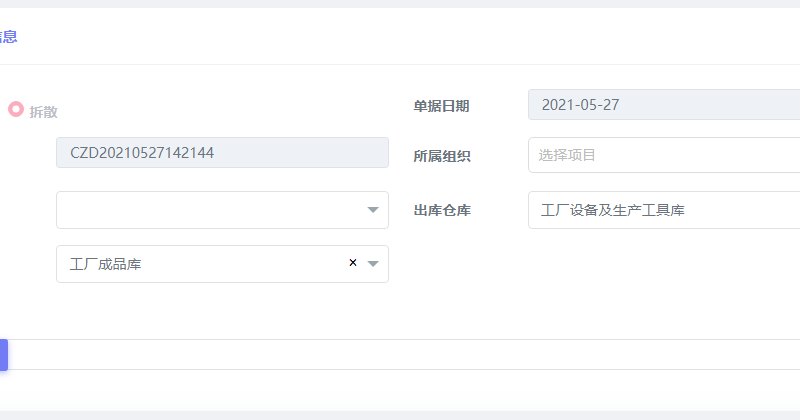 息
拆散
单据日期
2021-05-27
CZD20210527142144
所属组织
选择项目
出库仓库
工厂设备及生产工具库
工厂成品库
×